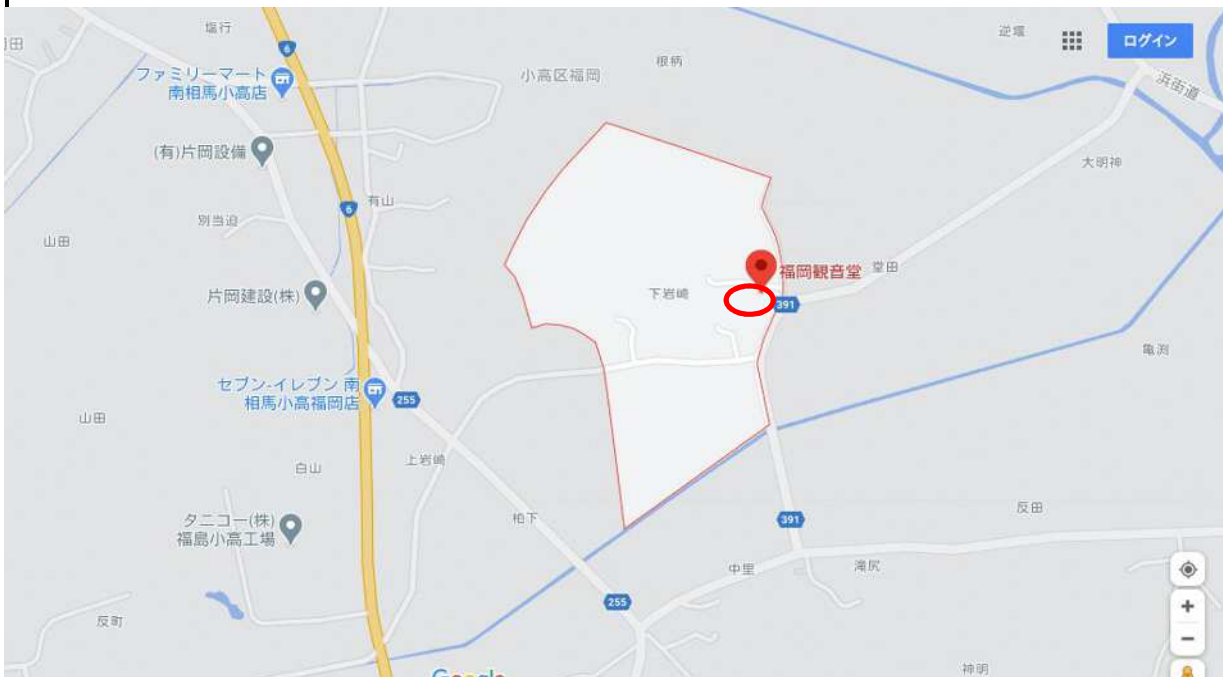 塩行
逆壇
ログイン
6
根柄
浜街道
ファミリーマート
南相馬小高店
小高区福岡
(有)片岡設備
大明神
有山
6
別当迫
山田
福岡観音堂
堂田
片岡建設(株)
下岩崎
391
亀渕
セブン-イレブン 南
相馬小高福岡店
255
山田
上岩崎
白山
反田
タニコー(株)
福島小高工場
柏下
391
中里
滝尻
255
反町
神明
Google
+
−